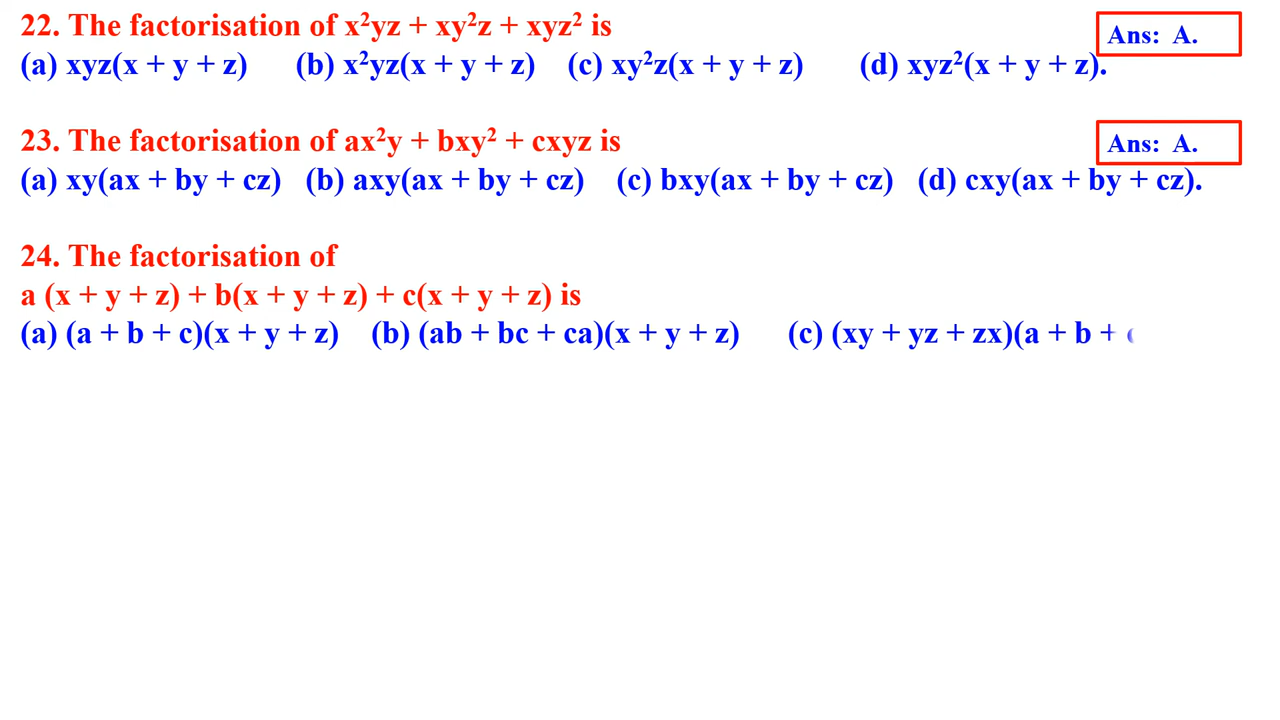 22. The factorisation of x²yz + xy²z + xyz² is
Ans: A.
(a) xyz(x + y + z) (b) x²yz(x + y + z) (c) xy²z(x + y + z) (d) xyz²(x + y + z).
23. The factorisation of ax²y + bxy² + cxyz is
Ans: A.
(a) xy(ax + by + cz) (b) axy(ax + by + cz) (c) bxy(ax + by + cz) (d) cxy(ax + by + cz).
24. The factorisation of
a (x + y + z) + b(x + y + z) + c(x + y + z) is
(a) (a + b + c)(x + y + z) (b) (ab + bc + ca)(x + y + z) (c) (xy + yz + zx)(a + b +